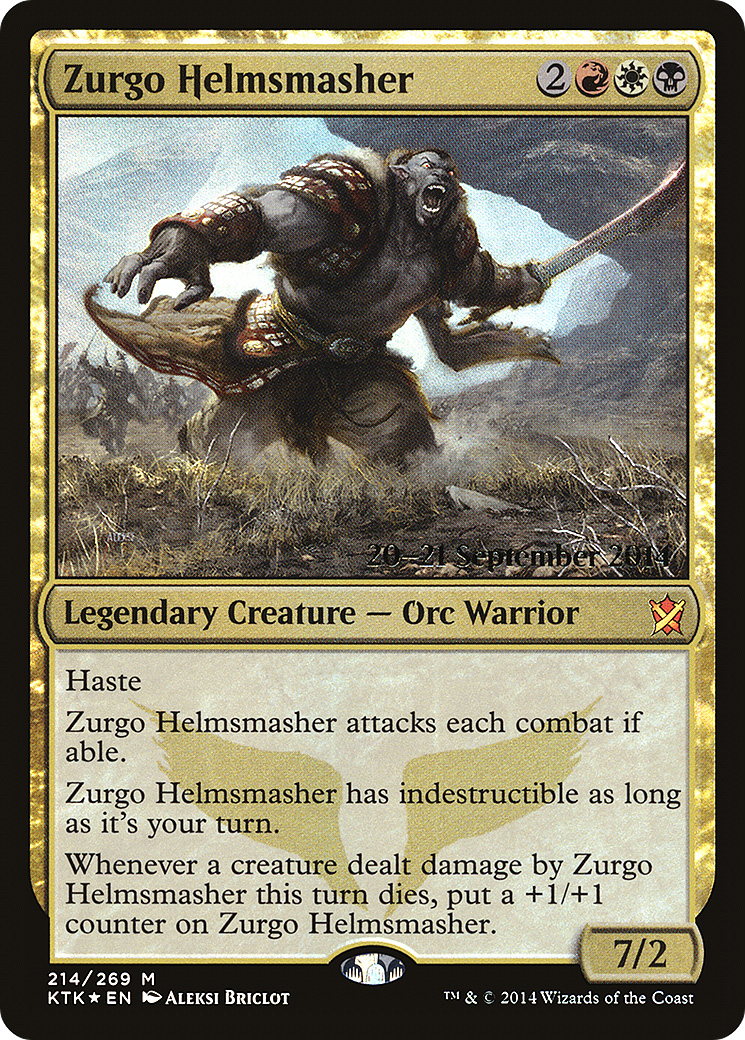 Zurgo Helmsmasher 2
20–21 September 2014
Legendary Creature — Orc Warrior
Haste
Zurgo Helmsmasher attacks each combat if
able.
Zurgo Helmsmasher has indestructible as long
as it's your turn.
Whenever a creature dealt damage by Zurgo
Helmsmasher this turn dies, put a +1/+1
counter on Zurgo Helmsmasher.
7/2
214/269 M
KTK★EN Aleksi Briclot
™ & © 2014 Wizards of the Coast